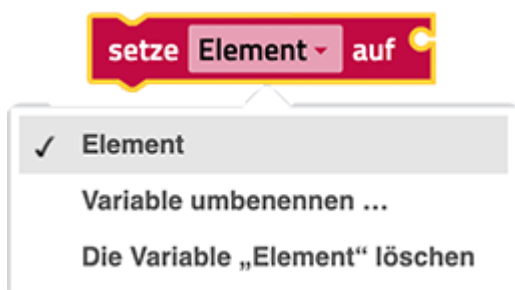 setze Element auf
Element
Variable umbenennen …
Die Variable „Element“ löschen